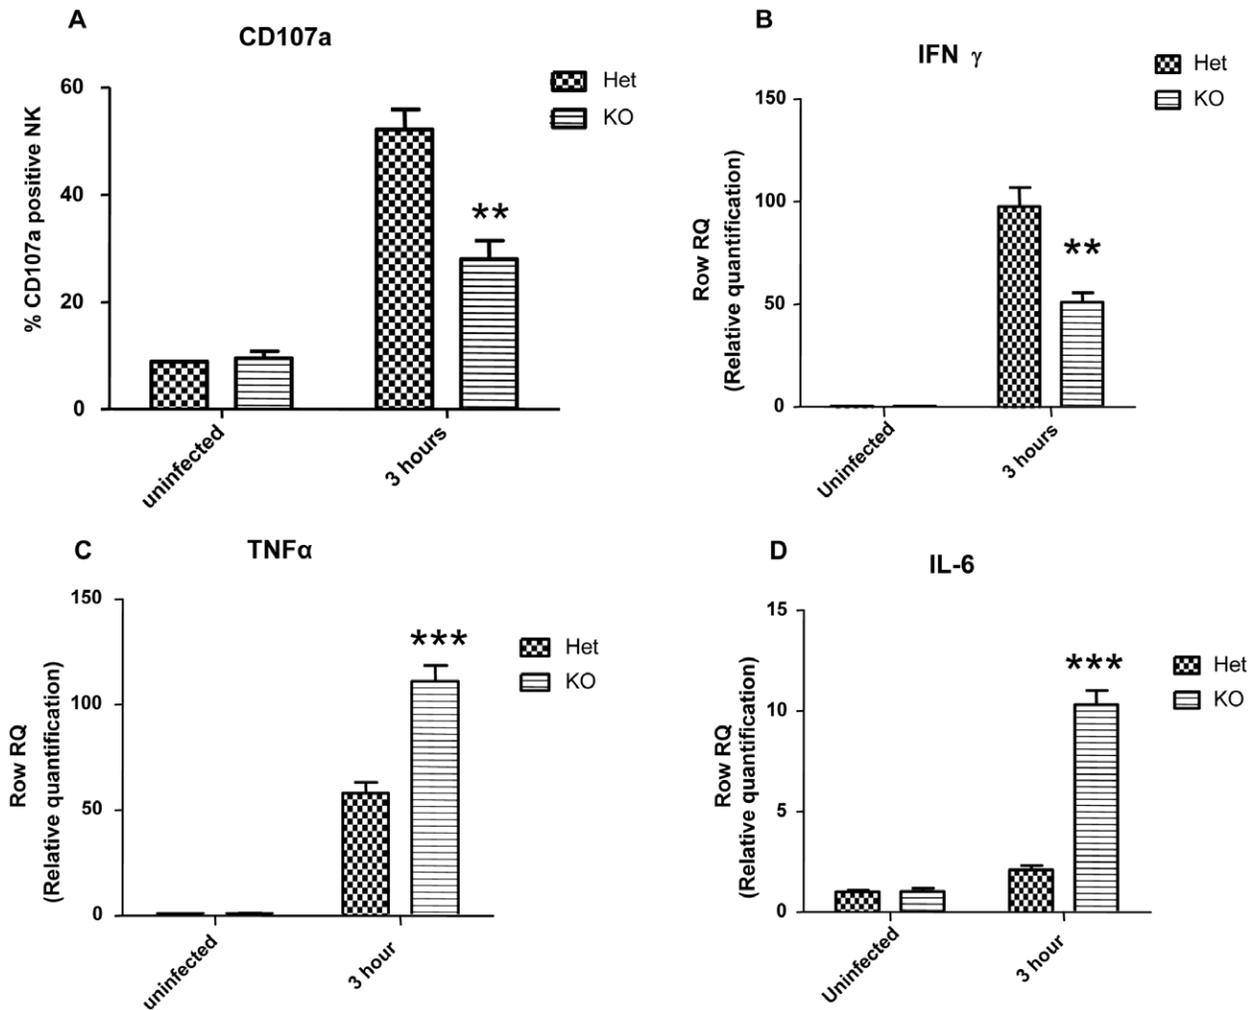 A
CD107a
% CD107a positive NK
60
40
20
0
**
uninfected
3 hours
Het
KO
B
IFN γ
Row RQ
(Relative quantification)
150
100
50
0
**
Uninfected
3 hours
Het
KO
C
TNFα
Row RQ
(Relative quantification)
150
100
50
0
***
uninfected
3 hour
Het
KO
D
IL-6
Row RQ
(Relative quantification)
15
10
5
0
***
Uninfected
3 hour
Het
KO